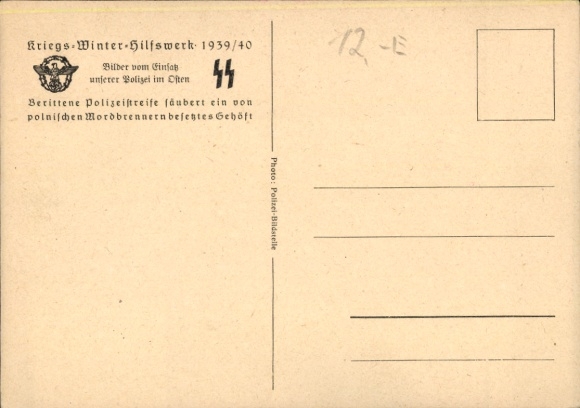 Kriegs-Winter-Hilfswerk 1939/40
Bilder vom Einsatz
unserer Polizei im Osten
ᛋᛋ
Berittene Polizeistreife säubert ein von
polnischen Mordbrennern besetztes Gehöft
Photo: Polizei-Bildstelle
12,-E